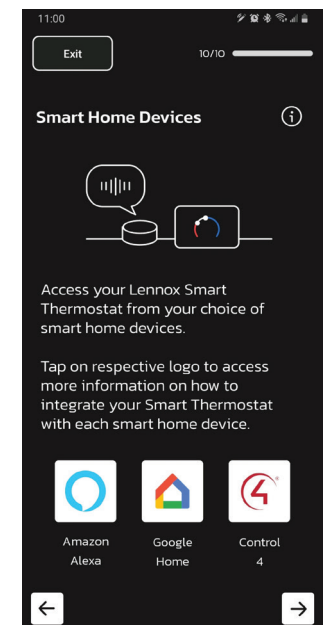 11:00
Exit
10/10
Smart Home Devices
Access your Lennox Smart
Thermostat from your choice of
smart home devices.
Tap on respective logo to access
more information on how to
integrate your Smart Thermostat
with each smart home device.
Amazon
Alexa
Google
Home
Control
4